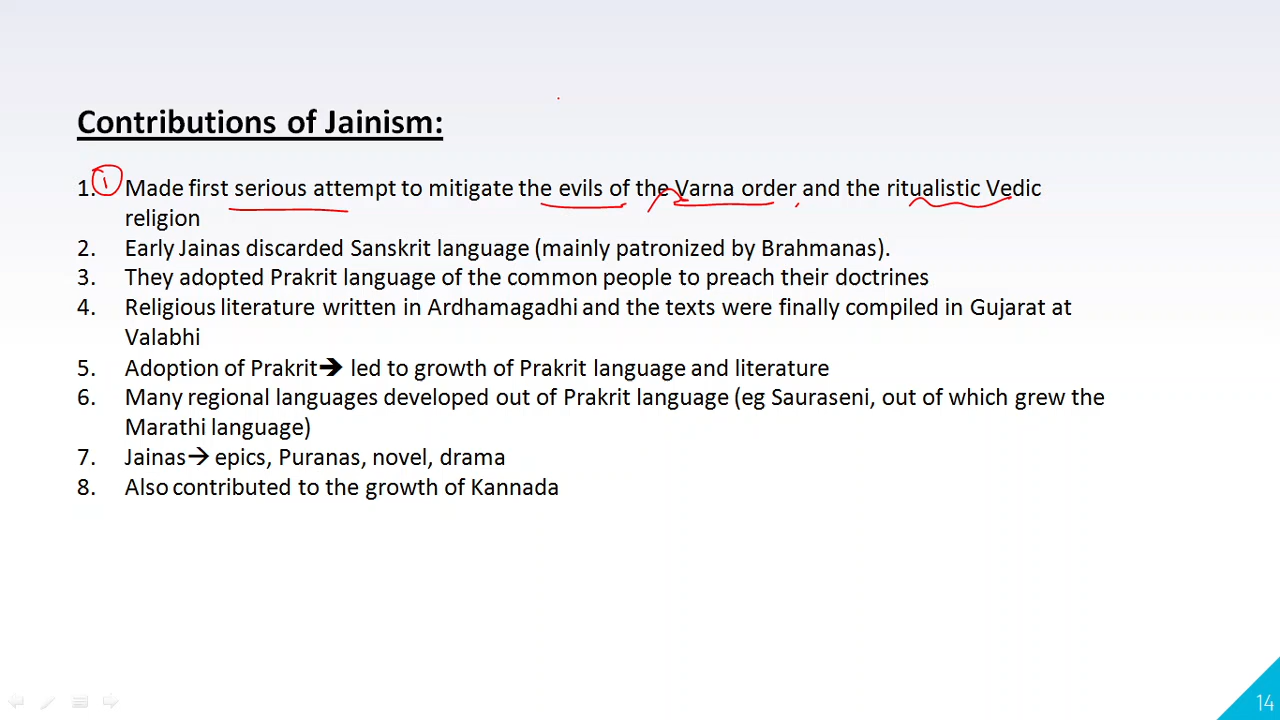 Contributions of Jainism:
1. 1 Made first serious attempt to mitigate the evils of the Varna order and the ritualistic Vedic
religion
2. Early Jainas discarded Sanskrit language (mainly patronized by Brahmanas).
3. They adopted Prakrit language of the common people to preach their doctrines
4. Religious literature written in Ardhamagadhi and the texts were finally compiled in Gujarat at
Valabhi
5. Adoption of Prakrit➔ led to growth of Prakrit language and literature
6. Many regional languages developed out of Prakrit language (eg Sauraseni, out of which grew the
Marathi language)
7. Jainas→ epics, Puranas, novel, drama
8. Also contributed to the growth of Kannada
14